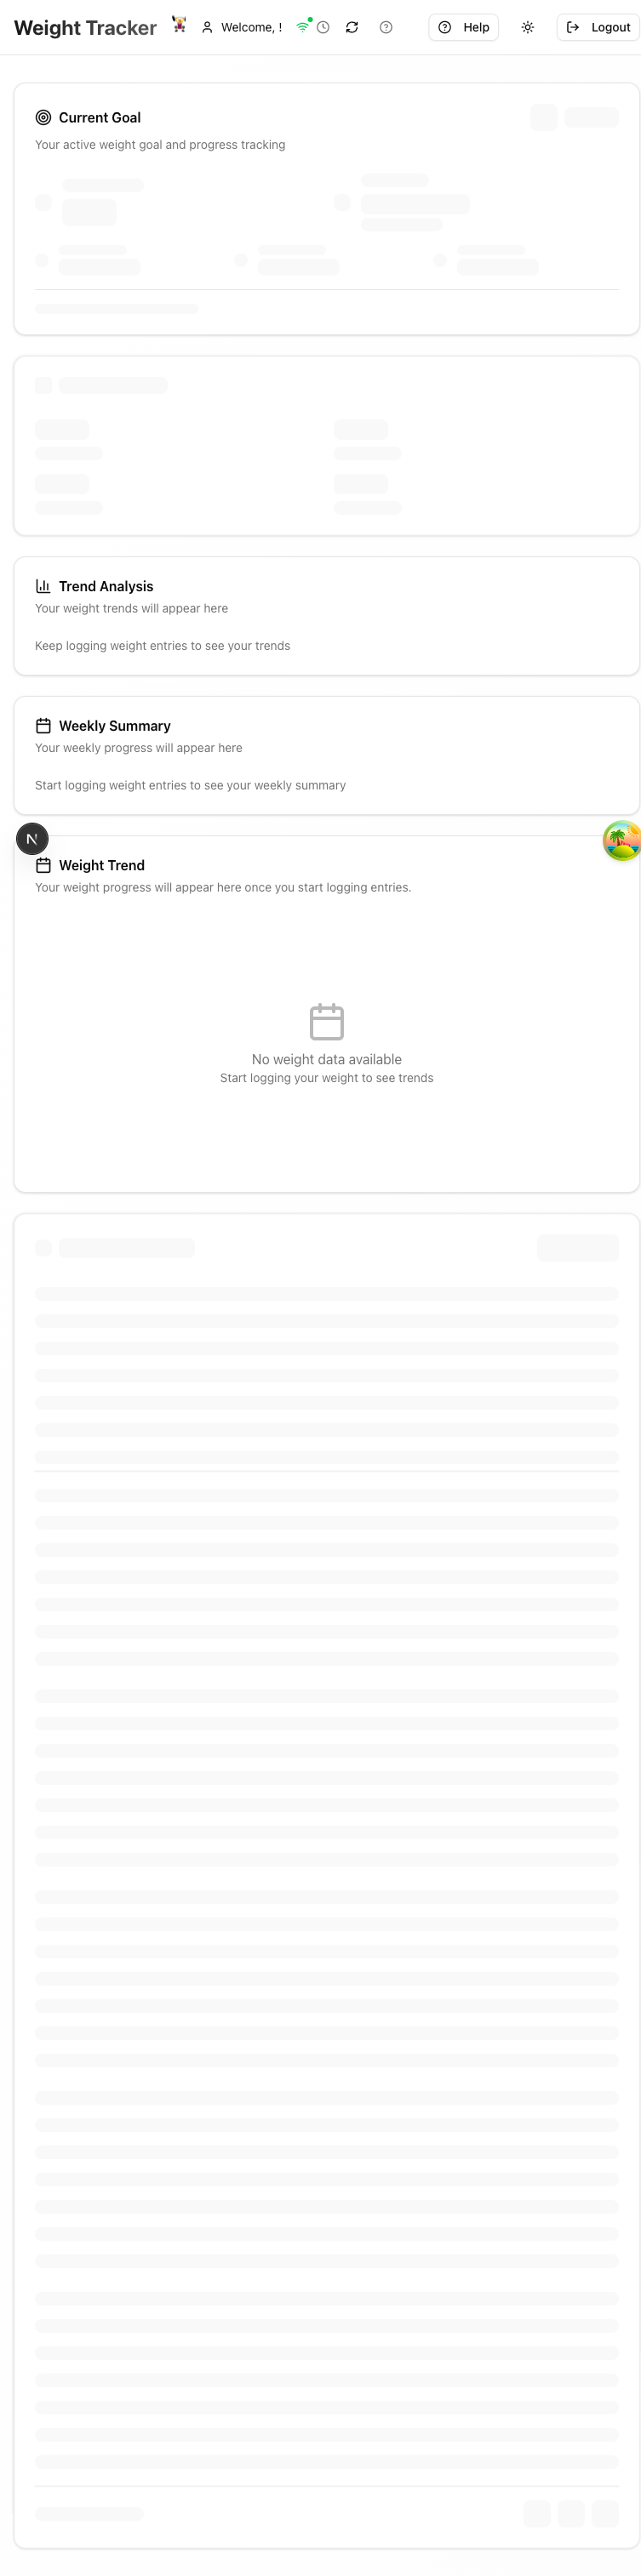 Weight Tracker
Welcome, !
Help
Logout
Current Goal
Your active weight goal and progress tracking
Trend Analysis
Your weight trends will appear here
Keep logging weight entries to see your trends
Weekly Summary
Your weekly progress will appear here
Start logging weight entries to see your weekly summary
N
Weight Trend
Your weight progress will appear here once you start logging entries.
No weight data available
Start logging your weight to see trends